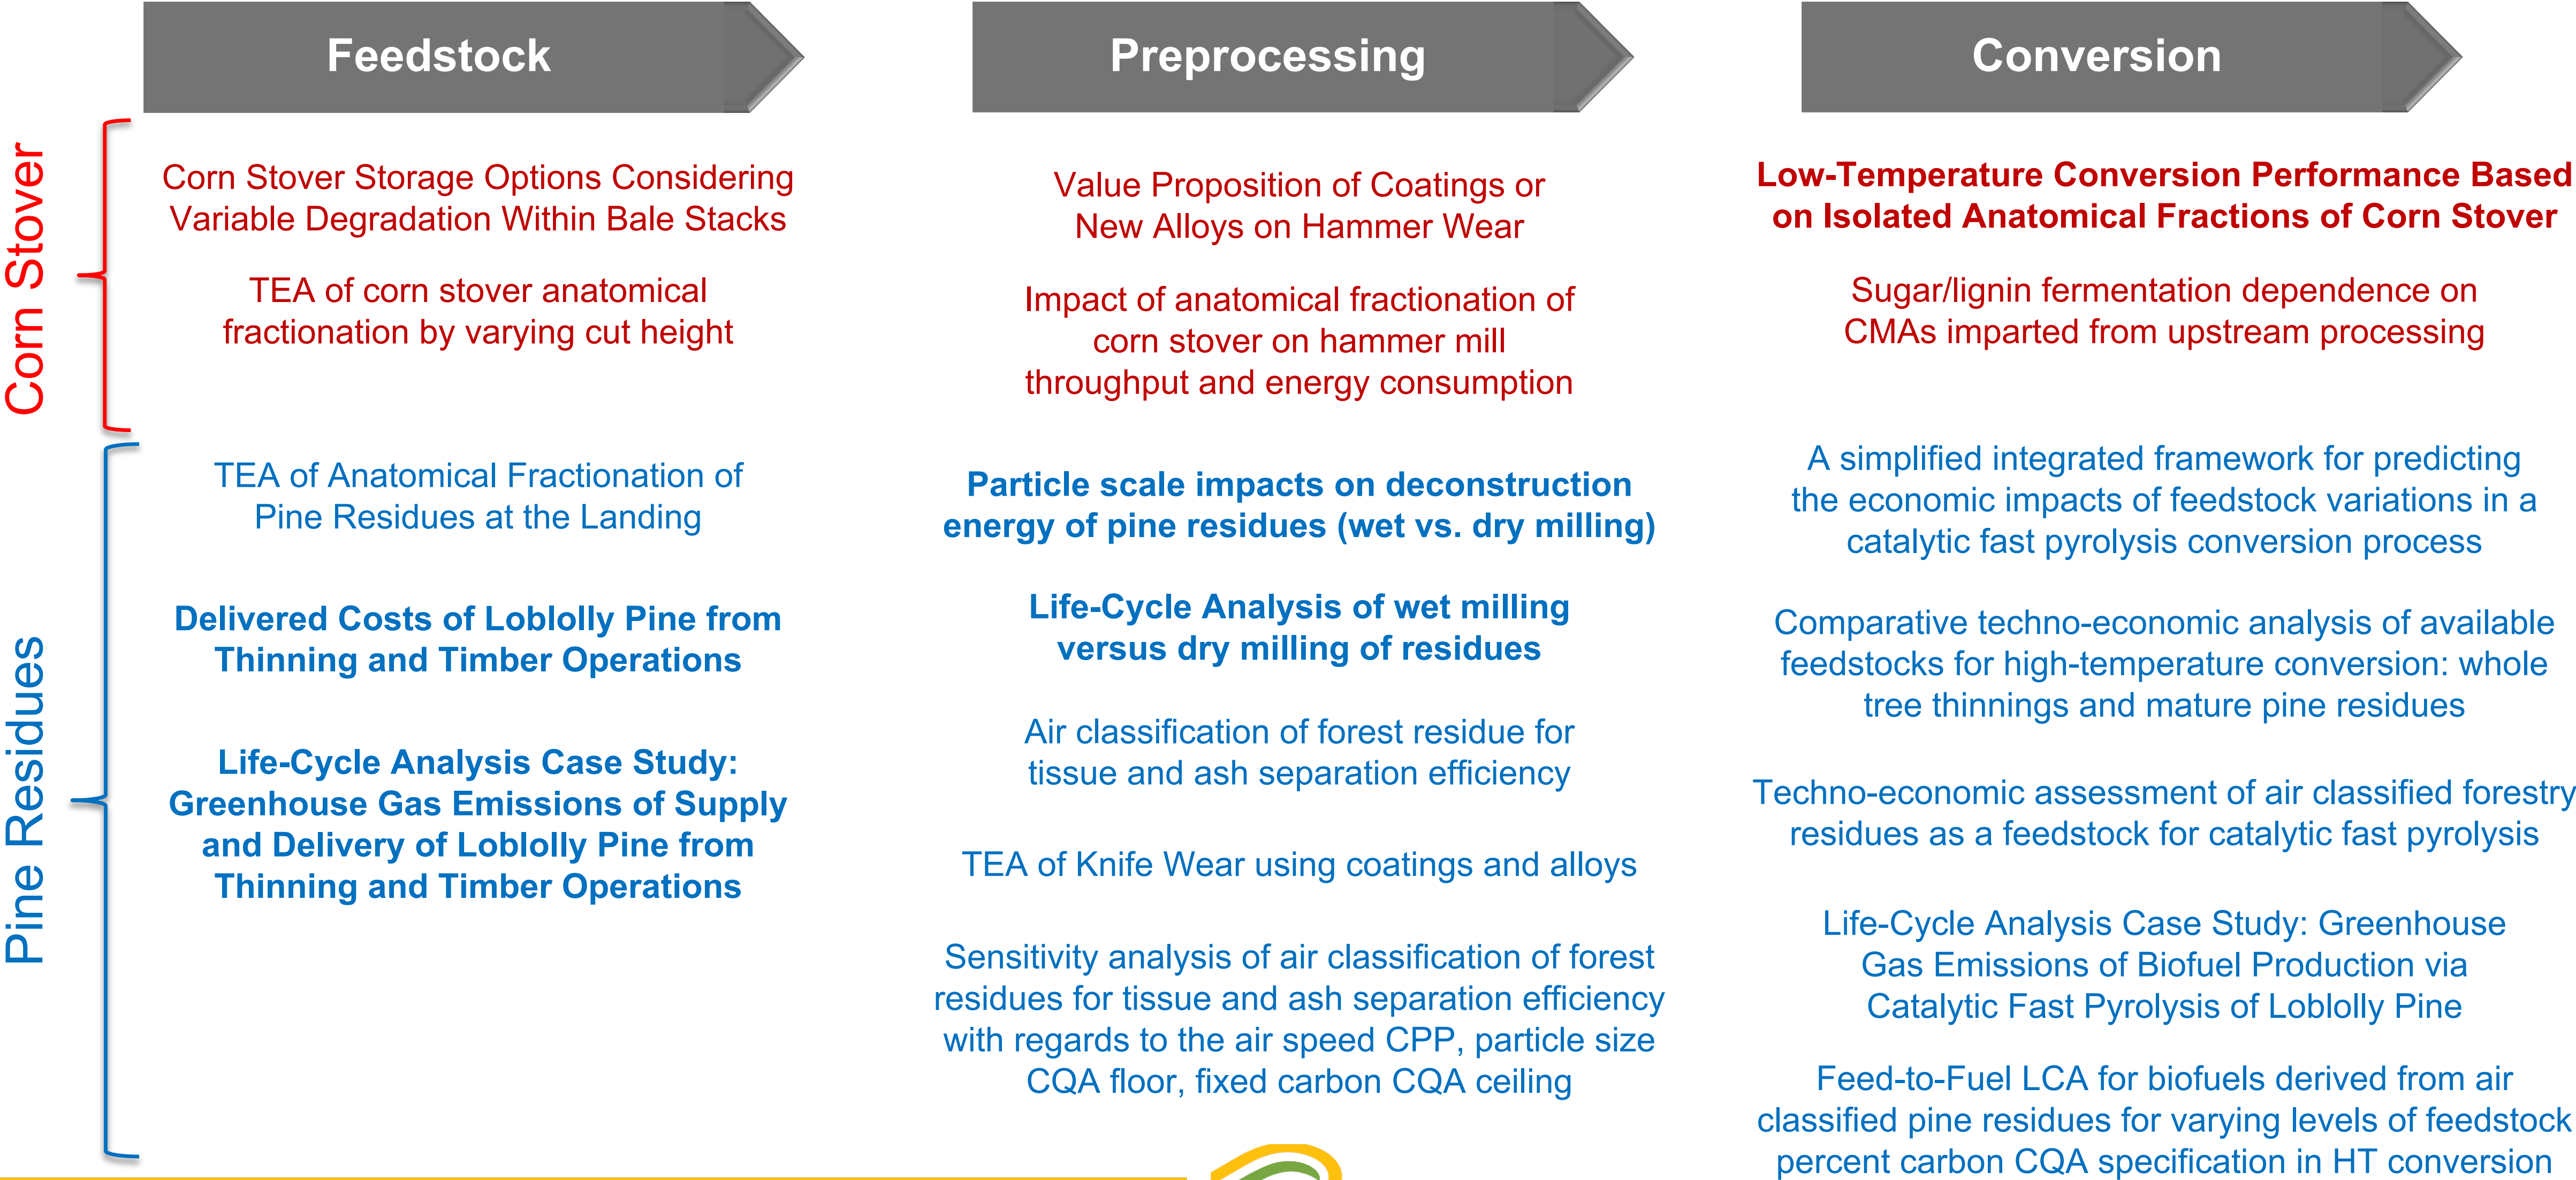 Feedstock
Preprocessing
Conversion
Corn Stover
Corn Stover Storage Options Considering
Variable Degradation Within Bale Stacks
TEA of corn stover anatomical
fractionation by varying cut height
Value Proposition of Coatings or
New Alloys on Hammer Wear
Impact of anatomical fractionation of
corn stover on hammer mill
throughput and energy consumption
Low-Temperature Conversion Performance Based
on Isolated Anatomical Fractions of Corn Stover
Sugar/lignin fermentation dependence on
CMAs imparted from upstream processing
Pine Residues
TEA of Anatomical Fractionation of
Pine Residues at the Landing
Delivered Costs of Loblolly Pine from
Thinning and Timber Operations
Life-Cycle Analysis Case Study:
Greenhouse Gas Emissions of Supply
and Delivery of Loblolly Pine from
Thinning and Timber Operations
Particle scale impacts on deconstruction
energy of pine residues (wet vs. dry milling)
Life-Cycle Analysis of wet milling
versus dry milling of residues
Air classification of forest residue for
tissue and ash separation efficiency
TEA of Knife Wear using coatings and alloys
Sensitivity analysis of air classification of forest
residues for tissue and ash separation efficiency
with regards to the air speed CPP, particle size
CQA floor, fixed carbon CQA ceiling
A simplified integrated framework for predicting
the economic impacts of feedstock variations in a
catalytic fast pyrolysis conversion process
Comparative techno-economic analysis of available
feedstocks for high-temperature conversion: whole
tree thinnings and mature pine residues
Techno-economic assessment of air classified forestry
residues as a feedstock for catalytic fast pyrolysis
Life-Cycle Analysis Case Study: Greenhouse
Gas Emissions of Biofuel Production via
Catalytic Fast Pyrolysis of Loblolly Pine
Feed-to-Fuel LCA for biofuels derived from air
classified pine residues for varying levels of feedstock
percent carbon CQA specification in HT conversion